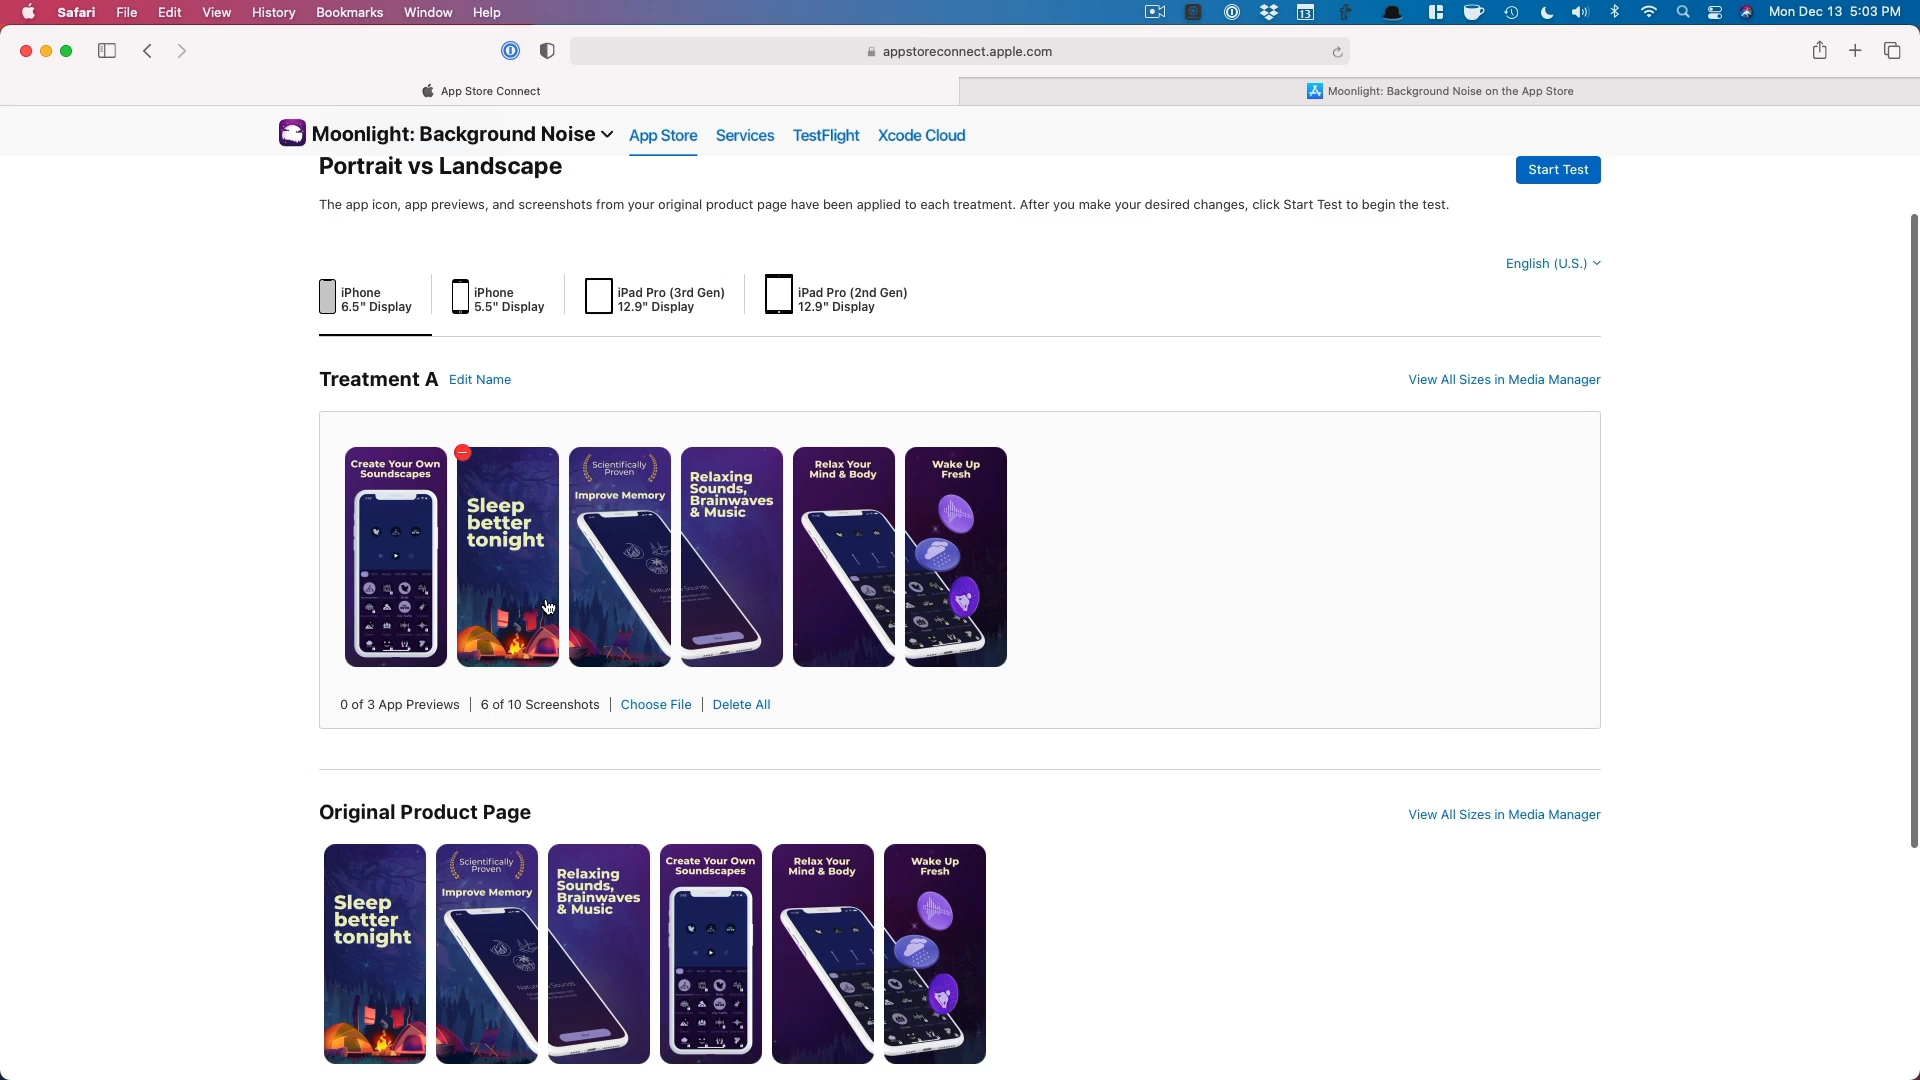 Safari File Edit View History Bookmarks Window Help
13
Mon Dec 13 5:03 PM
appstoreconnect.apple.com
App Store Connect
Moonlight: Background Noise on the App Store
Moonlight: Background Noise
App Store Services TestFlight Xcode Cloud
Portrait vs Landscape
Start Test
The app icon, app previews, and screenshots from your original product page have been applied to each treatment. After you make your desired changes, click Start Test to begin the test.
English (U.S.)
iPhone
6.5" Display
iPhone
5.5" Display
iPad Pro (3rd Gen)
12.9" Display
iPad Pro (2nd Gen)
12.9" Display
Treatment A Edit Name
View All Sizes in Media Manager
Create Your Own
Soundscapes
Sleep
better
tonight
Scientifically
Proven
Improve Memory
Relaxing
Sounds,
Brainwaves
& Music
Relax Your
Mind & Body
Wake Up
Fresh
0 of 3 App Previews
6 of 10 Screenshots
Choose File
Delete All
Original Product Page
View All Sizes in Media Manager
Sleep
better
tonight
Scientifically
Proven
Improve Memory
Relaxing
Sounds,
Brainwaves
& Music
Create Your Own
Soundscapes
Relax Your
Mind & Body
Wake Up
Fresh